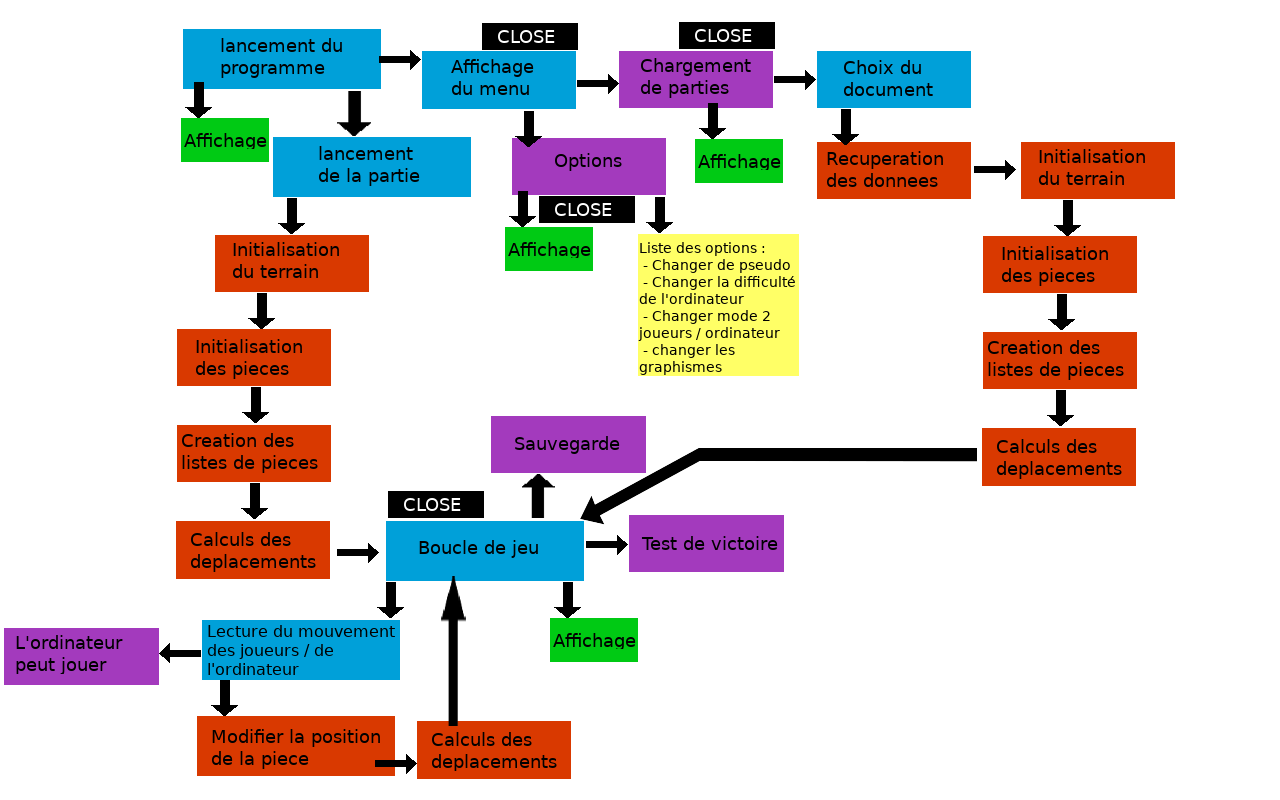 CLOSE
CLOSE
lancement du
programme
Affichage
du menu
Chargement
de parties
Choix du
document
Affichage
lancement
de la partie
Options
Affichage
Recuperation
des donnees
Initialisation
du terrain
CLOSE
Affichage
Initialisation
du terrain
Liste des options :
- Changer de pseudo
- Changer la difficulté
de l'ordinateur
- Changer mode 2
joueurs / ordinateur
- changer les
graphismes
Initialisation
des pieces
Initialisation
des pieces
Creation des
listes de pieces
Creation des
listes de pieces
Sauvegarde
Calculs des
deplacements
CLOSE
Calculs des
deplacements
Boucle de jeu
Test de victoire
Affichage
Lecture du mouvement
des joueurs / de
l'ordinateur
L'ordinateur
peut jouer
Modifier la position
de la piece
Calculs des
deplacements